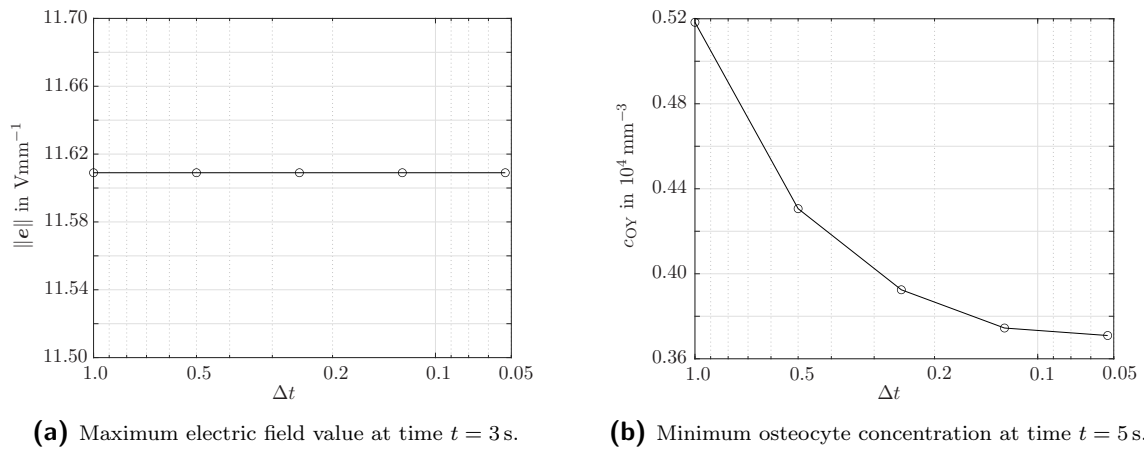 11.70
11.66
11.62
11.58
11.54
11.50
‖e‖ in Vmm⁻¹
1.0 0.5 0.2 0.1 0.05
Δt
(a) Maximum electric field value at time t = 3 s.
0.52
0.48
0.44
0.40
0.36
c_OY in 10⁴ mm⁻³
1.0 0.5 0.2 0.1 0.05
Δt
(b) Minimum osteocyte concentration at time t = 5 s.